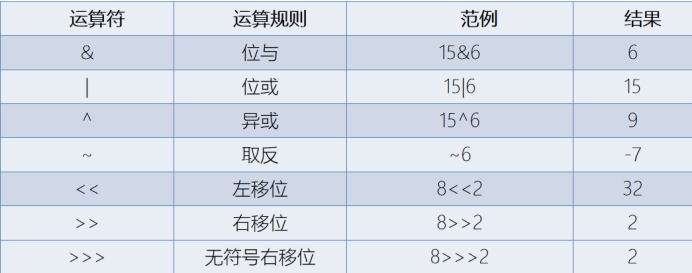 运算符 运算规则 范例 结果
& 位与 15&6 6
| 位或 15|6 15
^ 异或 15^6 9
~ 取反 ~6 -7
<< 左移位 8<<2 32
>> 右移位 8>>2 2
>>> 无符号右移位 8>>>2 2